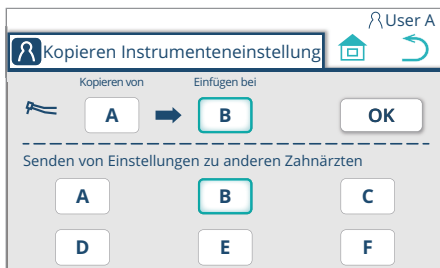 User A
Kopieren Instrumenteneinstellung
Kopieren von Einfügen bei
A B OK
Senden von Einstellungen zu anderen Zahnärzten
A B C
D E F